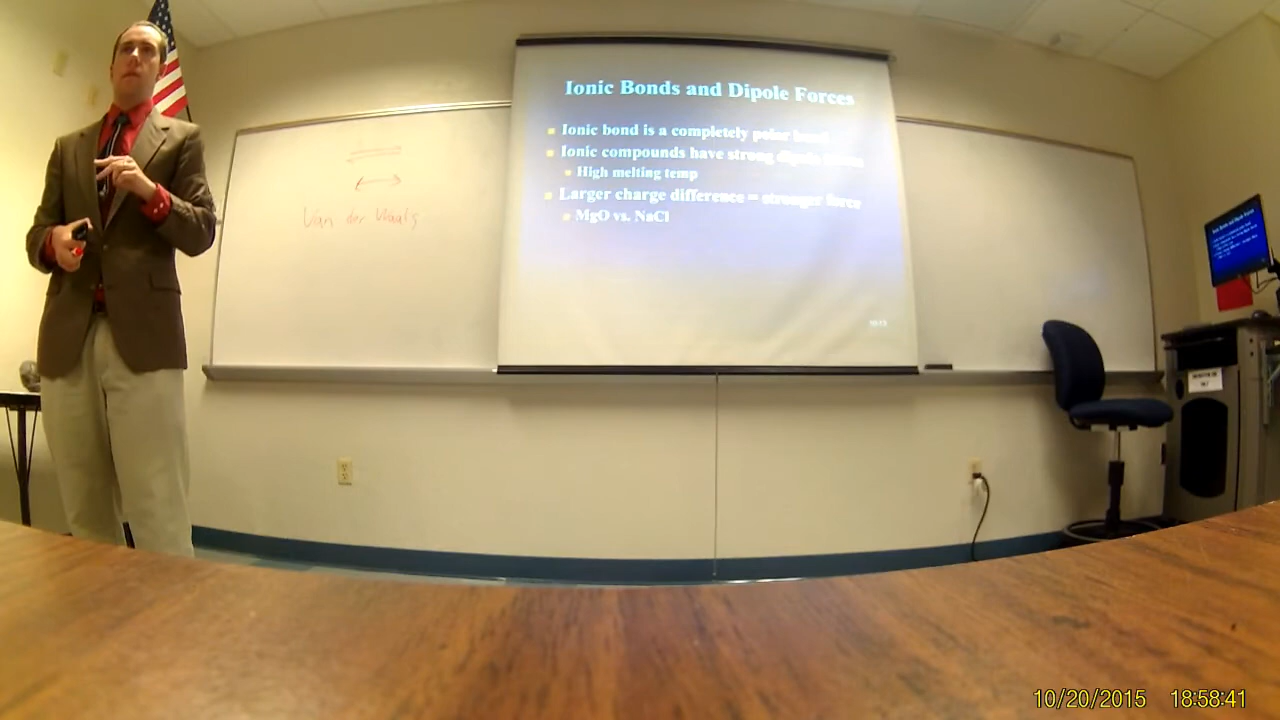 Ionic Bonds and Dipole Forces
Ionic bond is a completely polar bond
Ionic compounds have strong dipole forces
High melting temp
Larger charge difference = stronger force
MgO vs. NaCl
Van der Waals
10/20/2015 18:58:41